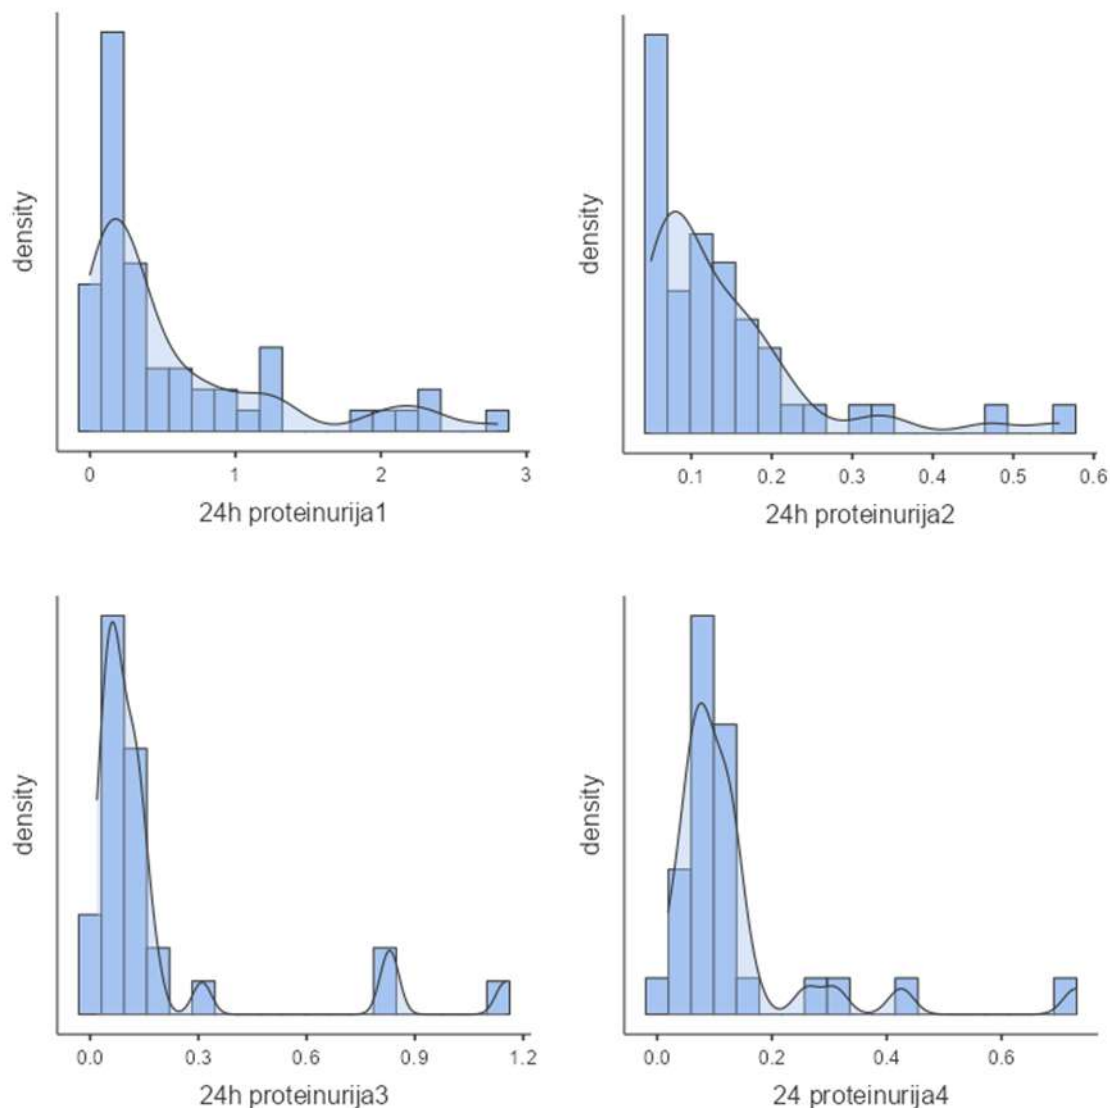 density
0 1 2 3
24h proteinurija1
density
0.1 0.2 0.3 0.4 0.5 0.6
24h proteinurija2
density
0.0 0.3 0.6 0.9 1.2
24h proteinurija3
density
0.0 0.2 0.4 0.6
24 proteinurija4